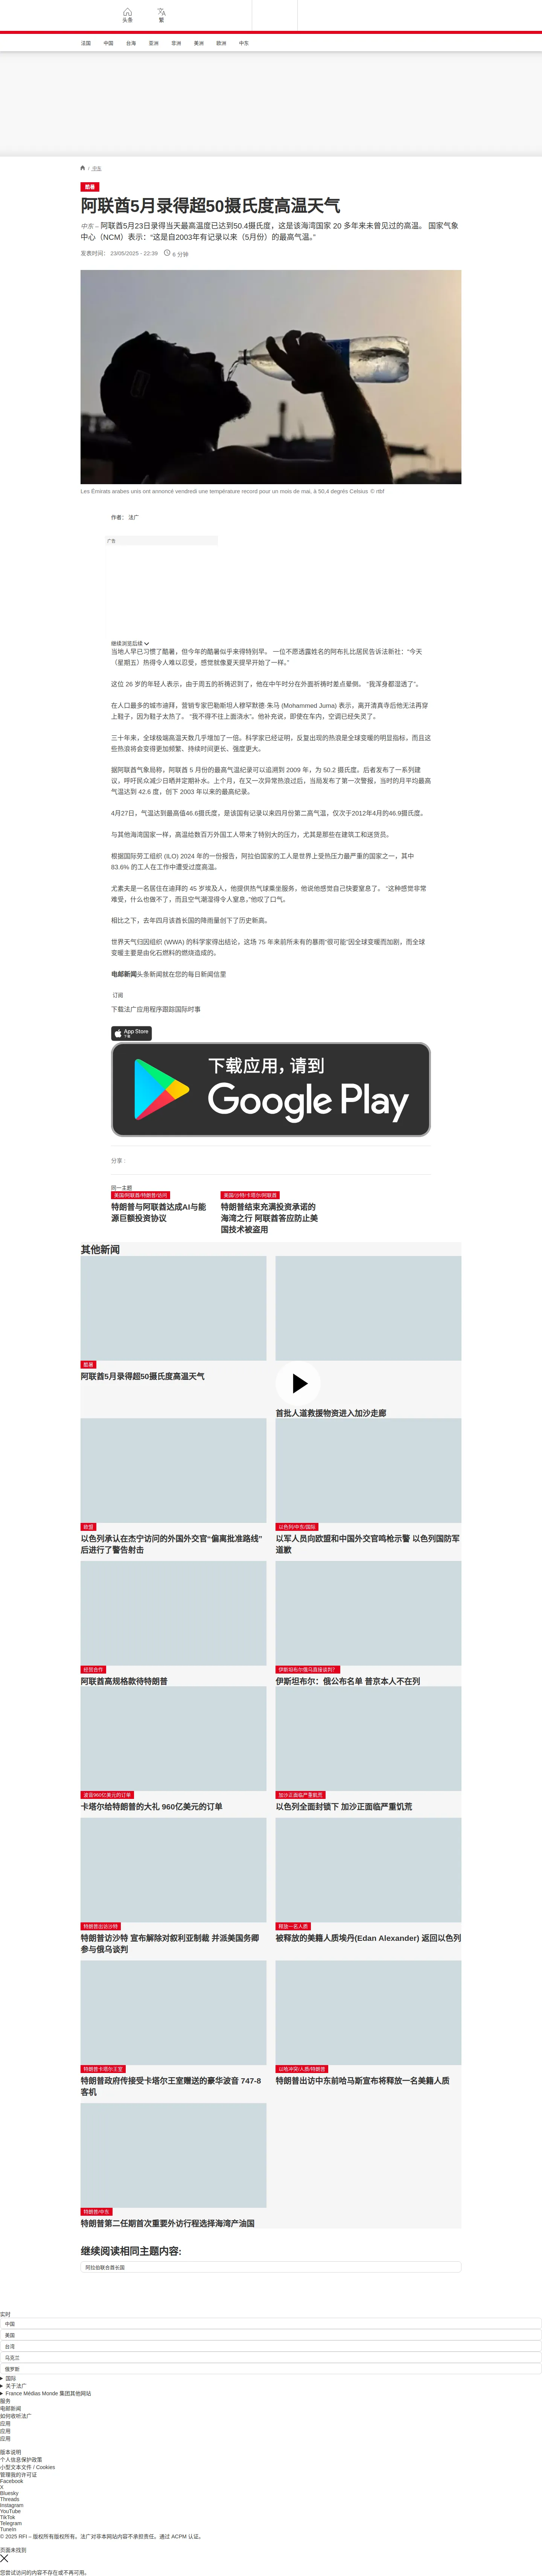 头条
繁
法国
中国
台海
亚洲
非洲
美洲
欧洲
中东
/ 中东
酷暑
阿联酋5月录得超50摄氏度高温天气
中东 – 阿联酋5月23日录得当天最高温度已达到50.4摄氏度，这是该海湾国家 20 多年来未曾见过的高温。 国家气象
中心（NCM）表示：“这是自2003年有记录以来（5月份）的最高气温。”
发表时间： 23/05/2025 - 22:39 6 分钟
Les Émirats arabes unis ont annoncé vendredi une température record pour un mois de mai, à 50,4 degrés Celsius © rtbf
作者： 法广
广告
继续浏览后续
当地人早已习惯了酷暑，但今年的酷暑似乎来得特别早。 一位不愿透露姓名的阿布扎比居民告诉法新社：“今天
（星期五）热得令人难以忍受，感觉就像夏天提早开始了一样。”
这位 26 岁的年轻人表示，由于周五的祈祷迟到了，他在中午时分在外面祈祷时差点晕倒。 “我浑身都湿透了”。
在人口最多的城市迪拜，营销专家巴勒斯坦人穆罕默德·朱马 (Mohammed Juma) 表示，离开清真寺后他无法再穿
上鞋子，因为鞋子太热了。 “我不得不往上面浇水”。他补充说，即使在车内，空调已经失灵了。
三十年来，全球极端高温天数几乎增加了一倍。科学家已经证明，反复出现的热浪是全球变暖的明显指标，而且这
些热浪将会变得更加频繁、持续时间更长、强度更大。
据阿联酋气象局称，阿联酋 5 月份的最高气温纪录可以追溯到 2009 年，为 50.2 摄氏度。后者发布了一系列建
议，呼吁民众减少日晒并定期补水。上个月，在又一次异常热浪过后，当局发布了第一次警报，当时的月平均最高
气温达到 42.6 度，创下 2003 年以来的最高纪录。
4月27日，气温达到最高值46.6摄氏度，是该国有记录以来四月份第二高气温，仅次于2012年4月的46.9摄氏度。
与其他海湾国家一样，高温给数百万外国工人带来了特别大的压力，尤其是那些在建筑工和送货员。
根据国际劳工组织 (ILO) 2024 年的一份报告，阿拉伯国家的工人是世界上受热压力最严重的国家之一，其中
83.6% 的工人在工作中遭受过度高温。
尤素夫是一名居住在迪拜的 45 岁埃及人，他提供热气球乘坐服务，他说他感觉自己快要窒息了。 “这种感觉非常
难受，什么也做不了，而且空气潮湿得令人窒息，”他叹了口气。
相比之下，去年四月该酋长国的降雨量创下了历史新高。
世界天气归因组织 (WWA) 的科学家得出结论，这场 75 年来前所未有的暴雨“很可能”因全球变暖而加剧，而全球
变暖主要是由化石燃料的燃烧造成的。
电邮新闻头条新闻就在您的每日新闻信里
订阅
下载法广应用程序跟踪国际时事
App Store
下载
下载应用，请到
Google Play
分享 :
同一主题
美国/阿联酋/特朗普/访问
特朗普与阿联酋达成AI与能
源巨额投资协议
美国/沙特/卡塔尔/阿联酋
特朗普结束充满投资承诺的
海湾之行 阿联酋答应防止美
国技术被盗用
其他新闻
酷暑
阿联酋5月录得超50摄氏度高温天气
首批人道救援物资进入加沙走廊
欧盟
以色列承认在杰宁访问的外国外交官“偏离批准路线”
后进行了警告射击
以色列/中东/国际
以军人员向欧盟和中国外交官鸣枪示警 以色列国防军
道歉
经贸合作
阿联酋高规格款待特朗普
伊斯坦布尔俄乌直接谈判?
伊斯坦布尔：俄公布名单 普京本人不在列
波音960亿美元的订单
卡塔尔给特朗普的大礼 960亿美元的订单
加沙正面临严重饥荒
以色列全面封锁下 加沙正面临严重饥荒
特朗普出访沙特
特朗普访沙特 宣布解除对叙利亚制裁 并派美国务卿
参与俄乌谈判
释放一名人质
被释放的美籍人质埃丹(Edan Alexander) 返回以色列
特朗普卡塔尔王室
特朗普政府传接受卡塔尔王室赠送的豪华波音 747-8
客机
以哈冲突/人质/特朗普
特朗普出访中东前哈马斯宣布将释放一名美籍人质
特朗普/中东
特朗普第二任期首次重要外访行程选择海湾产油国
继续阅读相同主题内容:
阿拉伯联合酋长国
实时
中国
美国
台湾
乌克兰
俄罗斯
国际
关于法广
France Médias Monde 集团其他网站
服务
电邮新闻
如何收听法广
应用
应用
应用
版本说明
个人信息保护政策
小型文本文件 / Cookies
管理我的许可证
Facebook
X
Bluesky
Threads
Instagram
YouTube
TikTok
Telegram
TuneIn
© 2025 RFI – 版权所有版权所有。法广对非本网站内容不承担责任。通过 ACPM 认证。
页面未找到
您尝试访问的内容不存在或不再可用。